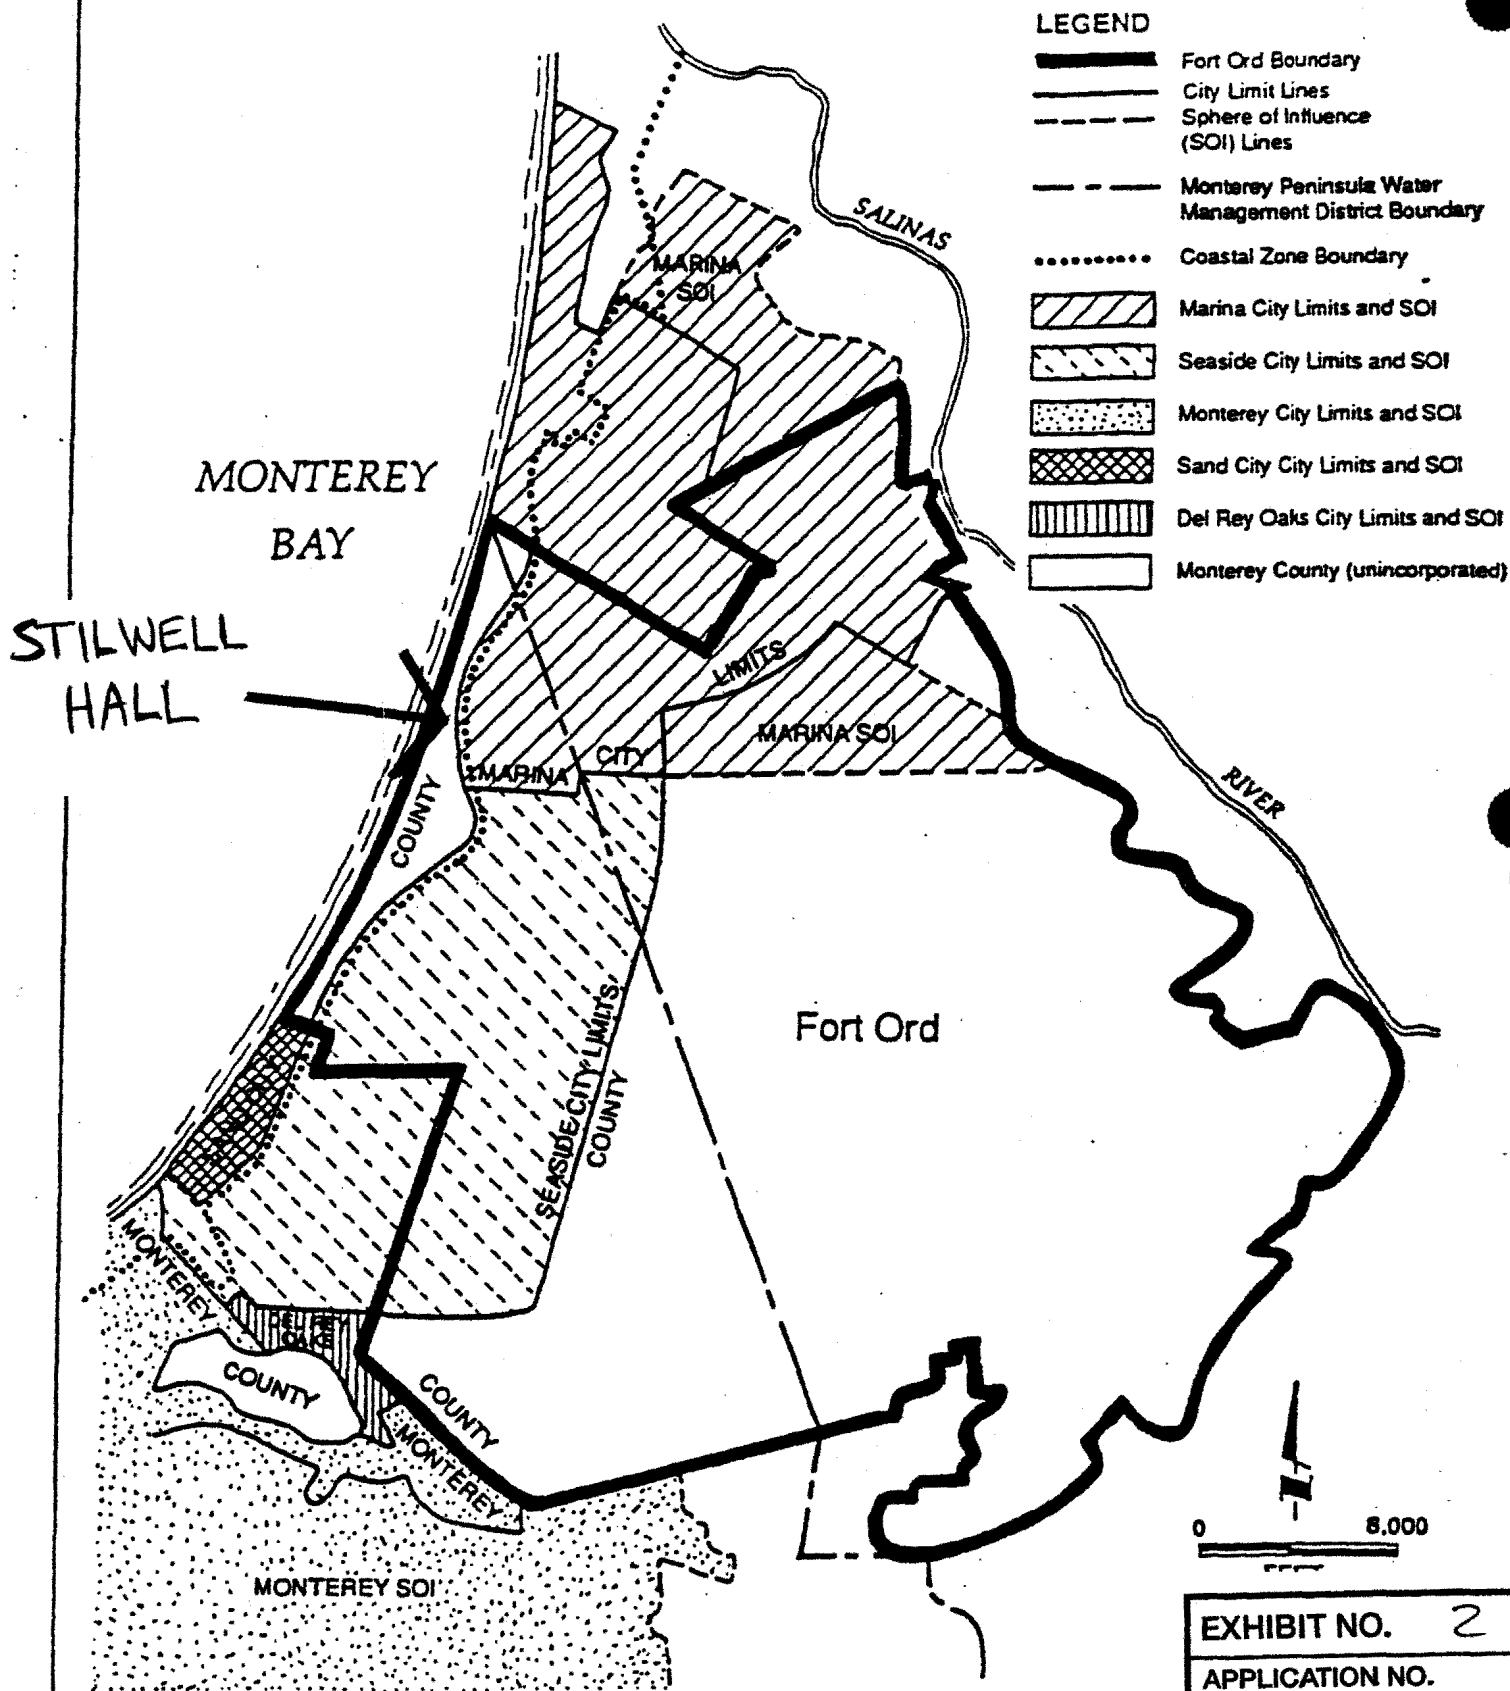 LEGEND
Fort Ord Boundary
City Limit Lines
Sphere of Influence
(SOI) Lines
Monterey Peninsula Water
Management District Boundary
Coastal Zone Boundary
Marina City Limits and SOI
Seaside City Limits and SOI
Monterey City Limits and SOI
Sand City City Limits and SOI
Del Rey Oaks City Limits and SOI
Monterey County (unincorporated)
SALINAS
MARINA
SOI
MONTEREY
BAY
STILWELL
HALL
LIMITS
MARINA SOI
CITY
MARINA
RIVER
COUNTY
Fort Ord
SEASIDE CITY LIMITS
COUNTY
MONTEREY
DEL REY
OAKS
COUNTY
COUNTY
MONTEREY
MONTEREY SOI
0 8,000
EXHIBIT NO. 2
APPLICATION NO.